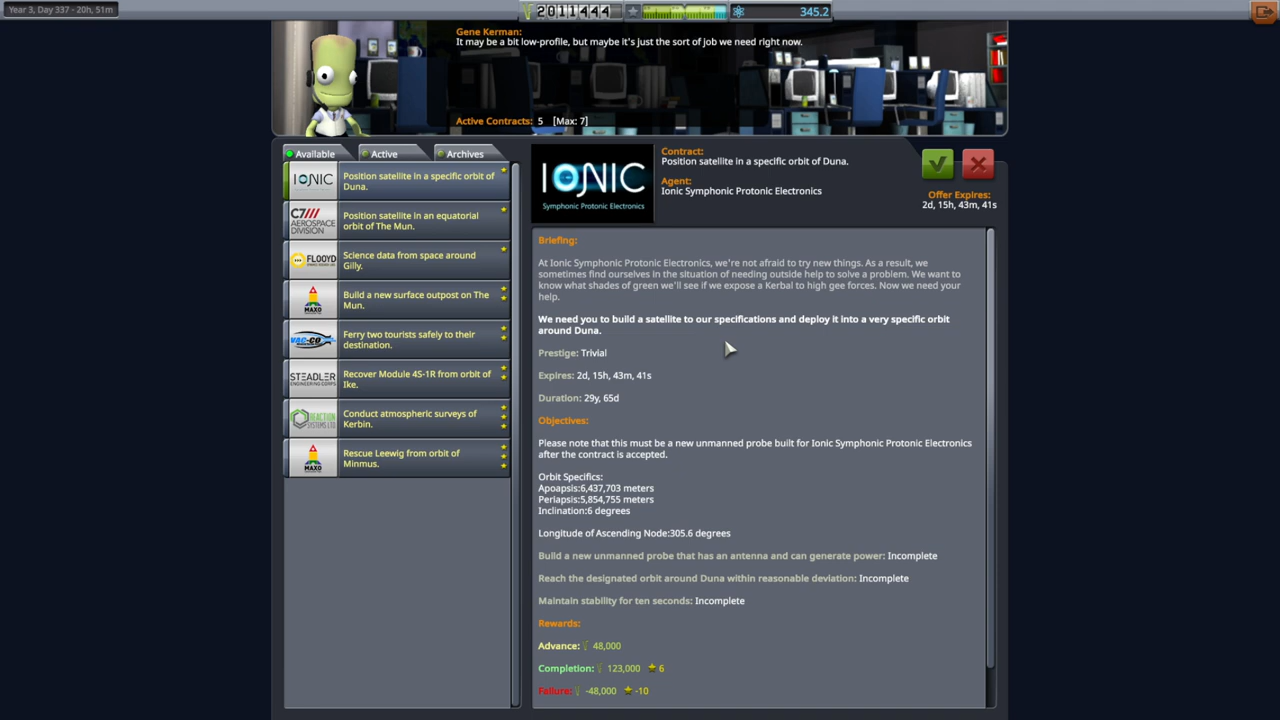 Year 3, Day 337 - 20h, 51m
2011444
345.2
Gene Kerman:
It may be a bit low-profile, but maybe it's just the sort of job we need right now.
Active Contracts: 5 [Max: 7]
Available
Active
Archives
IONIC
Position satellite in a specific orbit of
Duna.
C7///
AEROSPACE
DIVISION
Position satellite in an equatorial
orbit of The Mun.
FLOOYD
Science data from space around
Gilly.
MAXO
Build a new surface outpost on The
Mun.
VAC-CO
Ferry two tourists safely to their
destination.
STEADLER
ENGINEERING CORPS
Recover Module 4S-1R from orbit of
Ike.
REACTION
SYSTEMS LTD
Conduct atmospheric surveys of
Kerbin.
MAXO
Rescue Leewig from orbit of
Minmus.
IONIC
Symphonic Protonic Electronics
Contract:
Position satellite in a specific orbit of Duna.
Agent:
Ionic Symphonic Protonic Electronics
Offer Expires:
2d, 15h, 43m, 41s
Briefing:
At Ionic Symphonic Protonic Electronics, we're not afraid to try new things. As a result, we
sometimes find ourselves in the situation of needing outside help to solve a problem. We want to
know what shades of green we'll see if we expose a Kerbal to high gee forces. Now we need your
help.
We need you to build a satellite to our specifications and deploy it into a very specific orbit
around Duna.
Prestige: Trivial
Expires: 2d, 15h, 43m, 41s
Duration: 29y, 65d
Objectives:
Please note that this must be a new unmanned probe built for Ionic Symphonic Protonic Electronics
after the contract is accepted.
Orbit Specifics:
Apoapsis:6,437,703 meters
Periapsis:5,854,755 meters
Inclination:6 degrees
Longitude of Ascending Node:305.6 degrees
Build a new unmanned probe that has an antenna and can generate power: Incomplete
Reach the designated orbit around Duna within reasonable deviation: Incomplete
Maintain stability for ten seconds: Incomplete
Rewards:
Advance: 48,000
Completion: 123,000 6
Failure: -48,000 -10